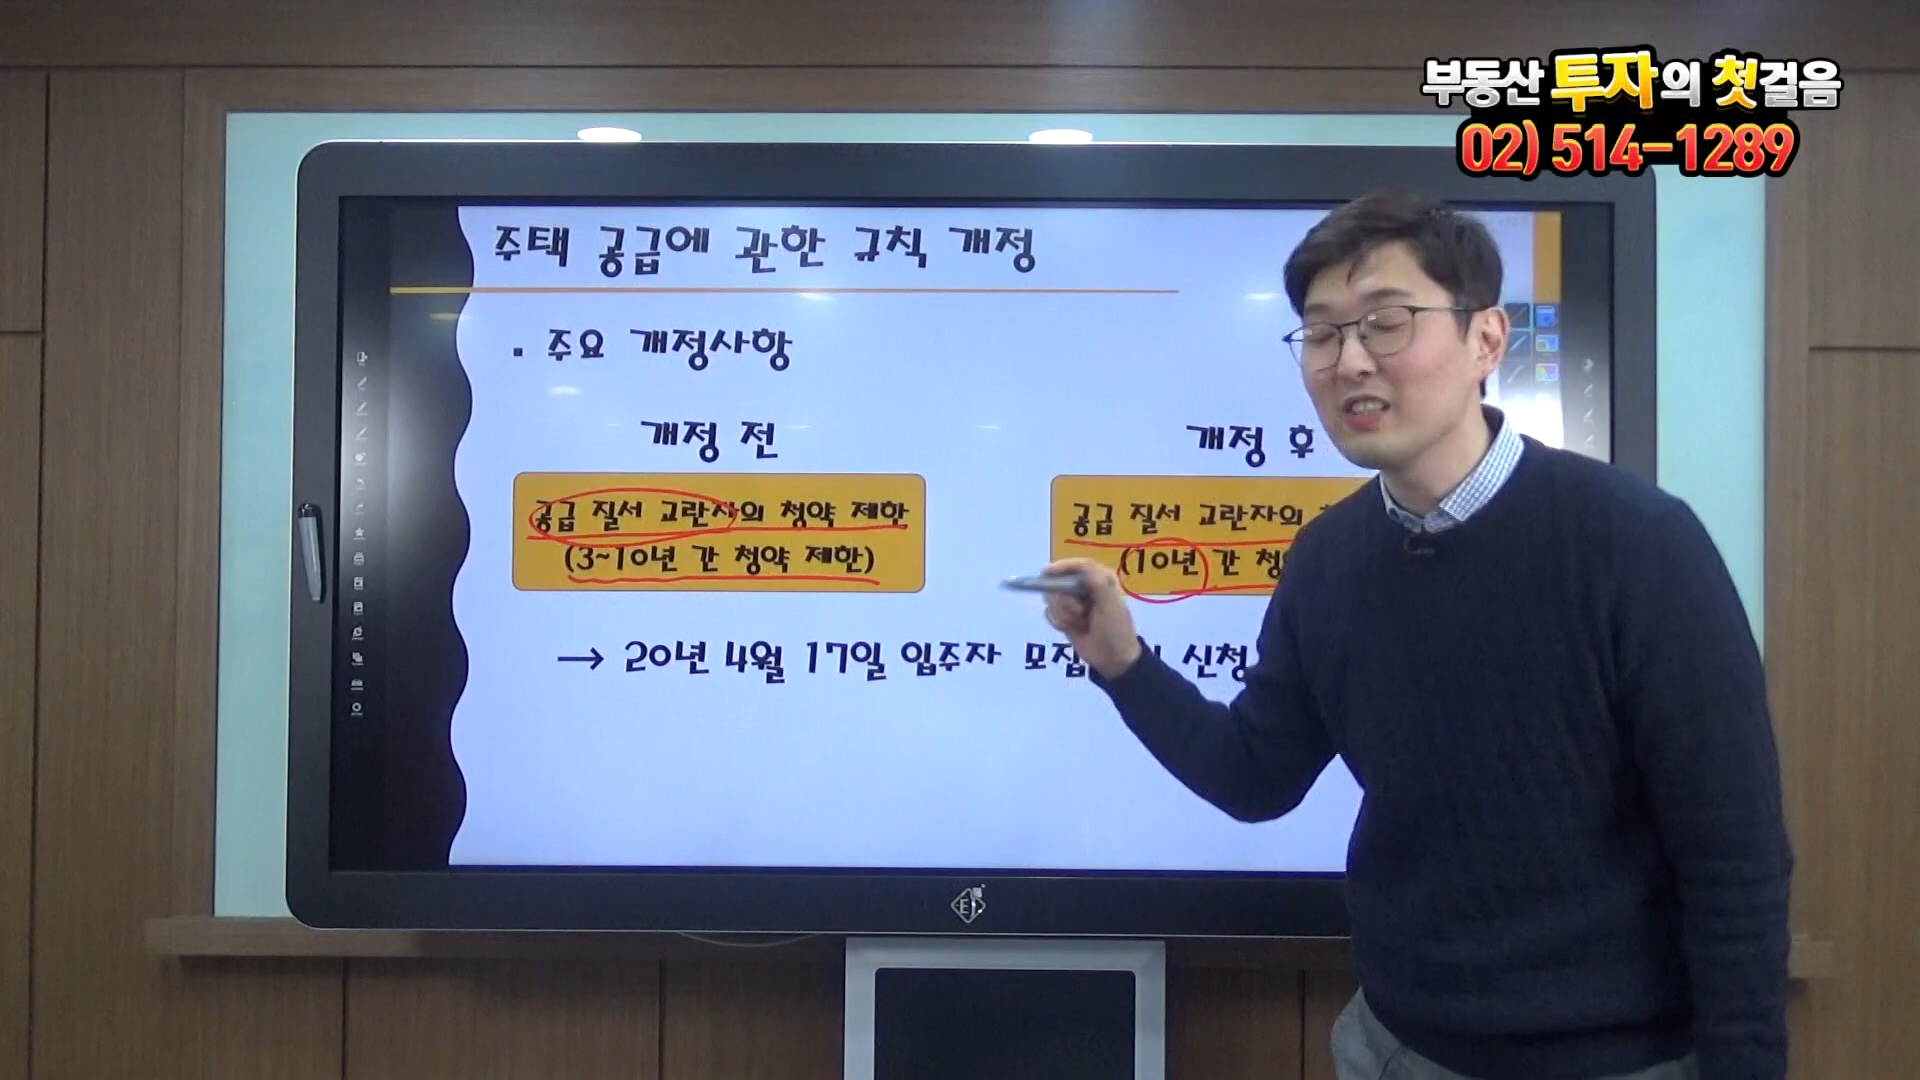 부동산 투자의 첫걸음
02) 514-1289
주택 공급에 관한 규칙 개정
. 주요 개정사항
개정 전
개정 후
공급 질서 교란자의 청약 제한
(3~10년 간 청약 제한)
공급 질서 교란자의
(10년 간
→ 20년 4월 17일 입주자 신청